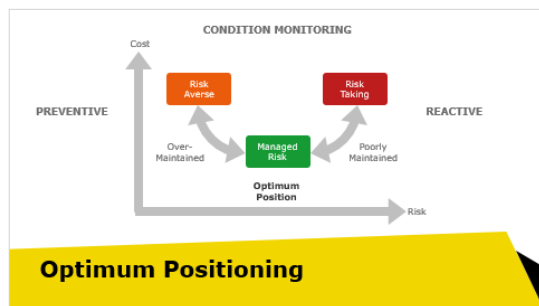 CONDITION MONITORING
Cost
Risk
Averse
Risk
Taking
PREVENTIVE
REACTIVE
Over-
Maintained
Managed
Risk
Poorly
Maintained
Optimum
Position
Risk
Optimum Positioning